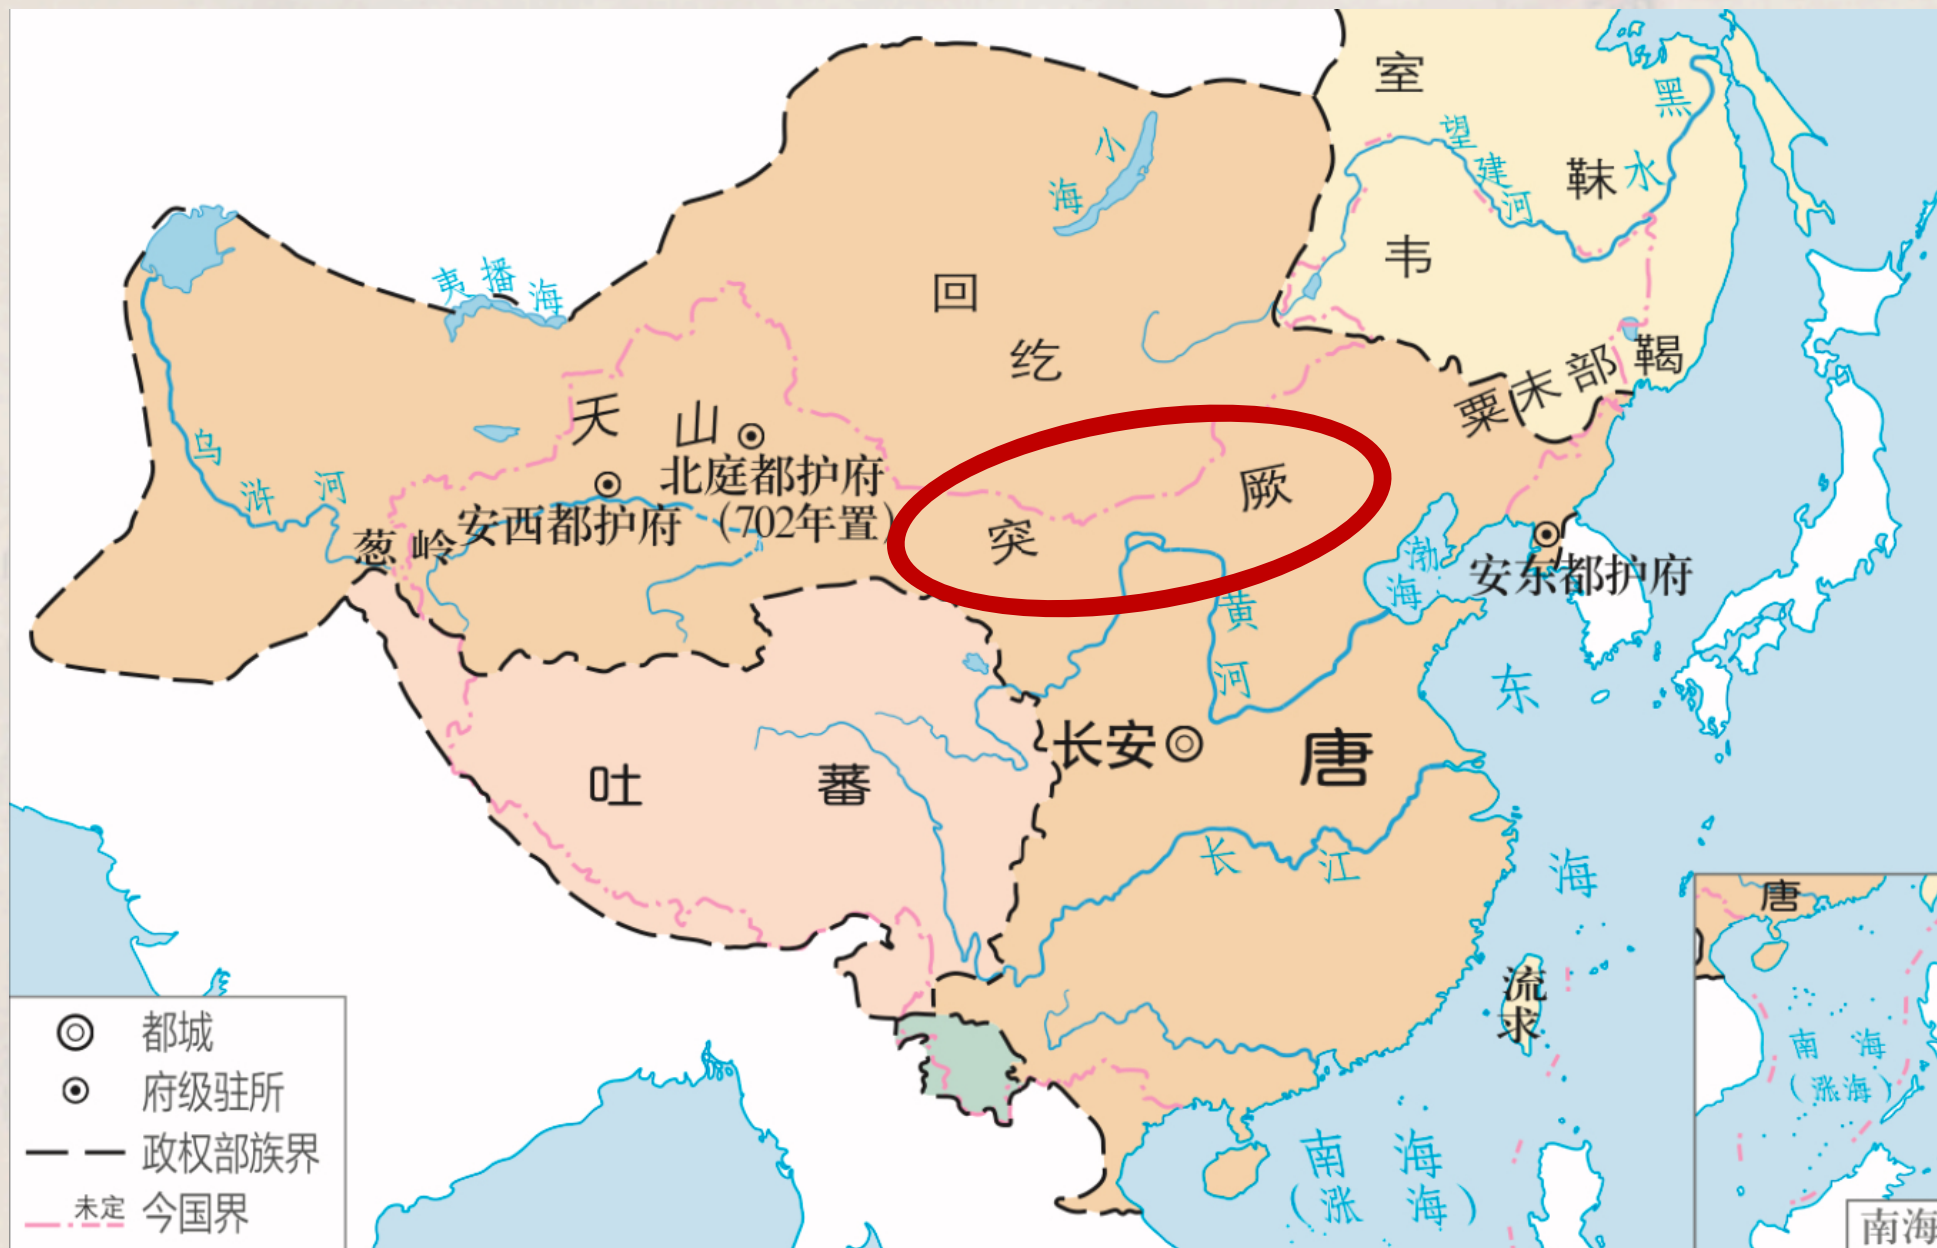 室
韦
靺
鞨
黑
水
望建河
粟末部
小海
夷播海
回纥
天山
北庭都护府
(702年置)
安西都护府
乌浒河
葱岭
突厥
渤海
安东都护府
黄河
东海
长安
唐
吐蕃
长江
流求
南海
(涨海)
唐
南海
(涨海)
南海
都城
府级驻所
政权部族界
未定
今国界